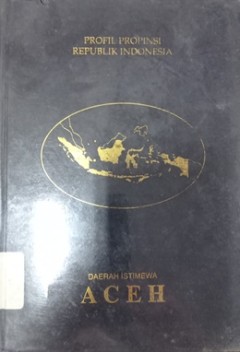 PROFIL PROPINSI
REPUBLIK INDONESIA
DAERAH ISTIMEWA
ACEH